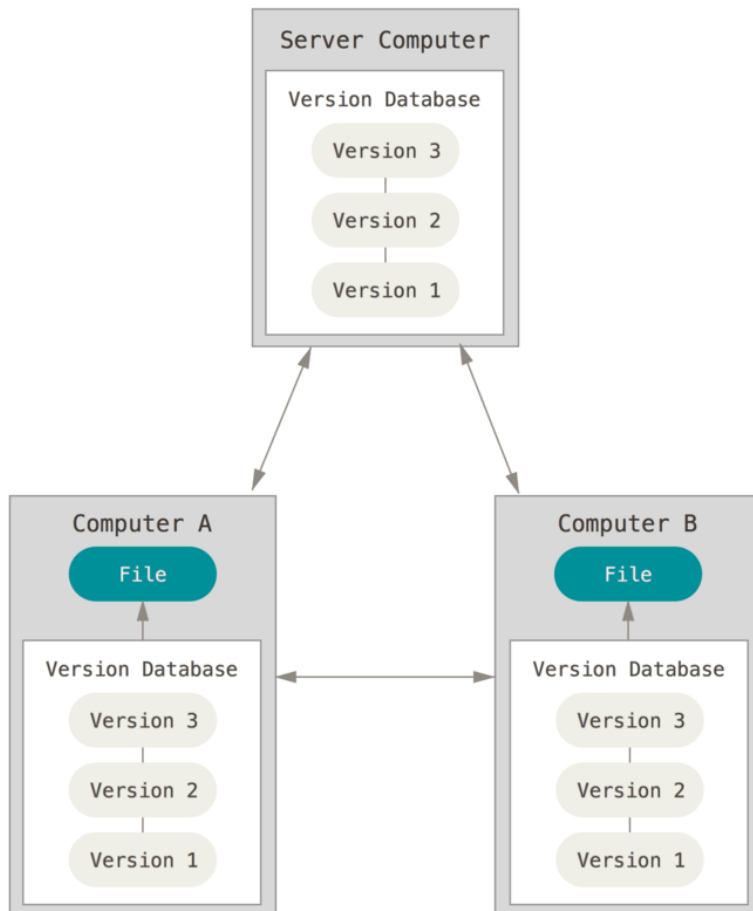 Server Computer
Version Database
Version 3
Version 2
Version 1
Computer A
File
Version Database
Version 3
Version 2
Version 1
Computer B
File
Version Database
Version 3
Version 2
Version 1